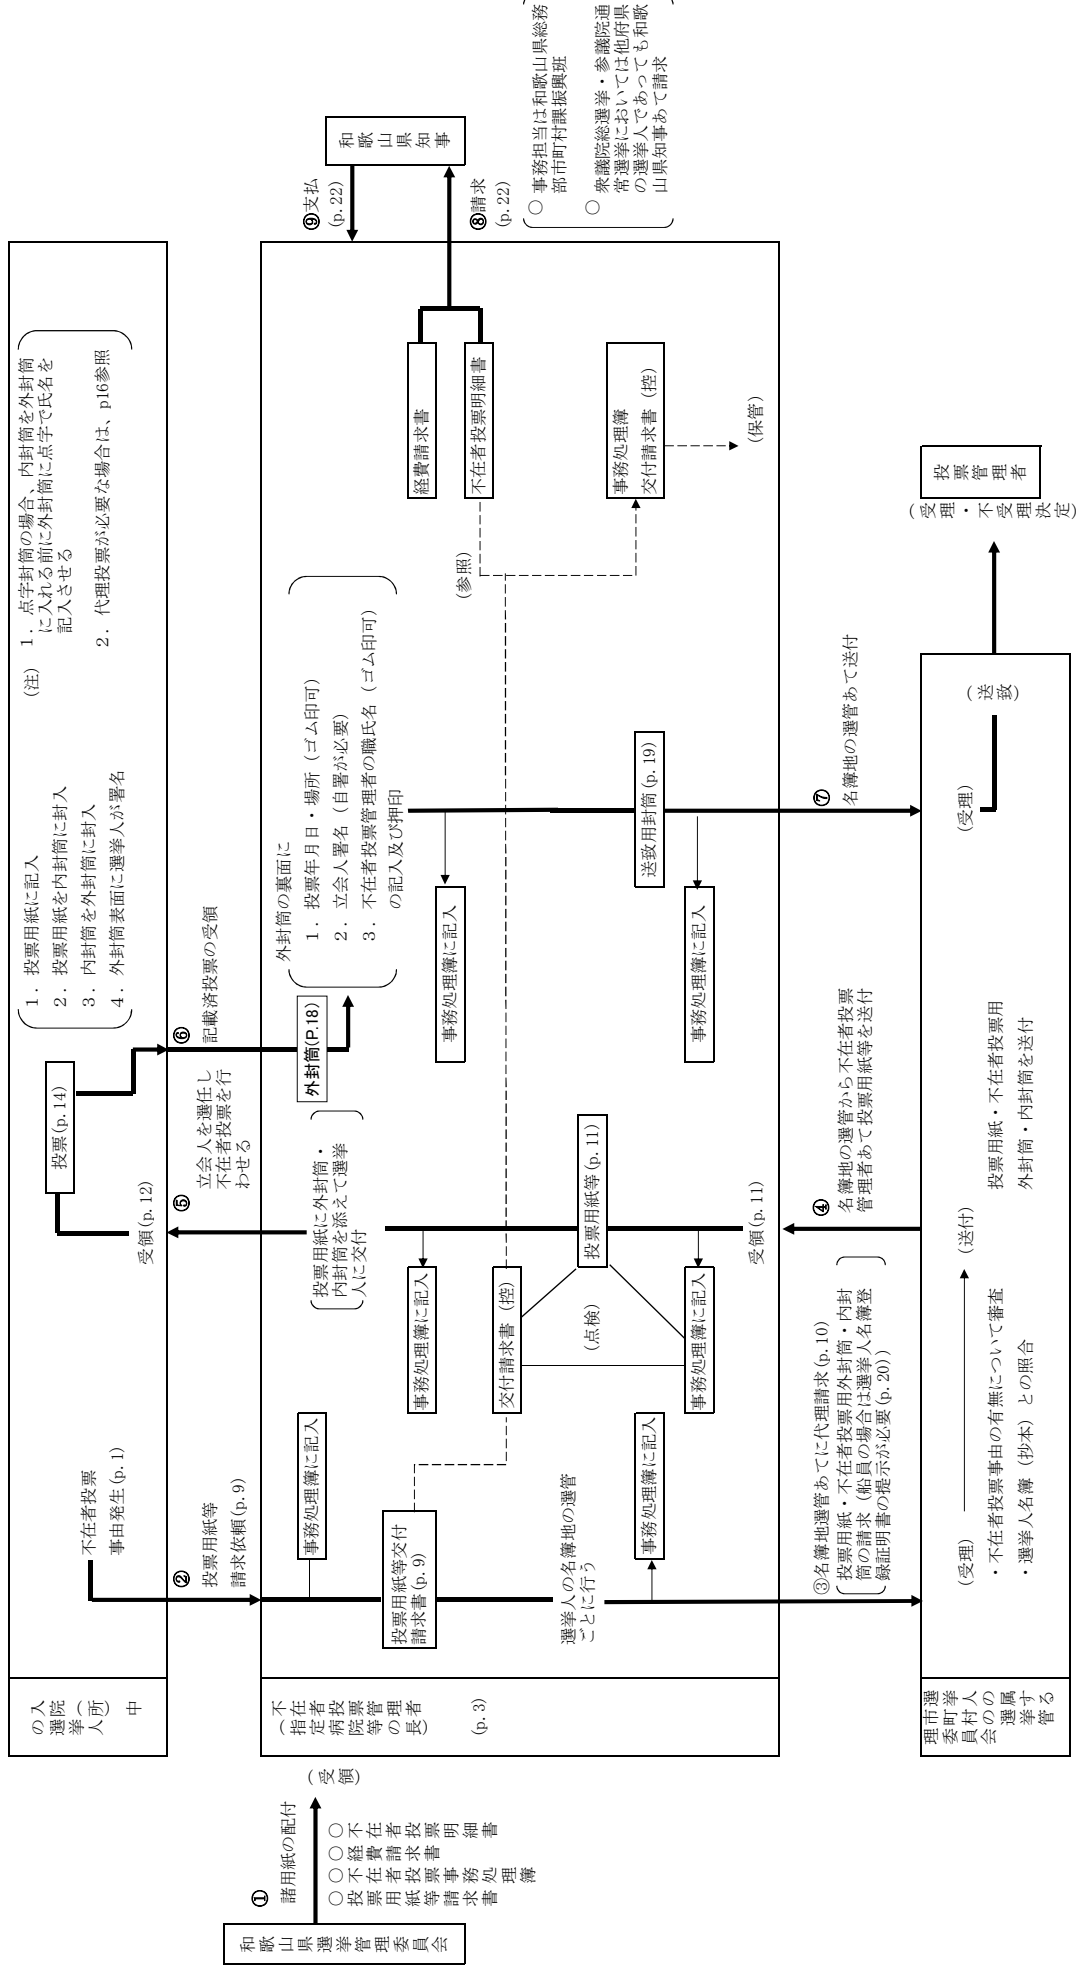 和歌山県選挙管理委員会
①
諸用紙の配付
（受領）
○不在者投票明細書
○経費請求書
○不在者投票事務処理簿
○投票用紙等請求書
入院（所）中
の選挙人
不在者投票
事由発生(p.1)
②
投票用紙等
請求依頼(p.9)
受領(p.12)
投票(p.14)
1．投票用紙に記入
2．投票用紙を内封筒に封入
3．内封筒を外封筒に封入
4．外封筒表面に選挙人が署名
(注)
1．点字封筒の場合、内封筒を外封筒
に入れる前に外封筒に点字で氏名を
記入させる
2．代理投票が必要な場合は、p16参照
⑤
立会人を選任し
不在者投票を行
わせる
⑥
記載済投票の受領
不在者投票管理者
（指定病院等の長）
(p.3)
事務処理簿に記入
投票用紙等交付
請求書(p.9)
選挙人の名簿地の選管
ごとに行う
事務処理簿に記入
投票用紙に外封筒・
内封筒を添えて選挙
人に交付
事務処理簿に記入
交付請求書（控）
(点検)
投票用紙等(p.11)
事務処理簿に記入
受領(p.11)
外封筒(P.18)
外封筒の裏面に
1．投票年月日・場所（ゴム印可）
2．立会人署名（自署が必要）
3．不在者投票管理者の職氏名（ゴム印可）
の記入及び押印
事務処理簿に記入
送致用封筒(p.19)
事務処理簿に記入
(参照)
経費請求書
不在者投票明細書
事務処理簿
交付請求書（控）
(保管)
⑨支払
(p.22)
和歌山県知事
⑧請求
(p.22)
○ 事務担当は和歌山県総務
部市町村課振興班
○ 衆議院総選挙・参議院通
常選挙においては他府県
の選挙人であっても和歌
山県知事あて請求
③名簿地選管あてに代理請求(p.10)
投票用紙・不在者投票用外封筒・内封
筒の請求（船員の場合は選挙人名簿登
録証明書の提示が必要(p.20)）
④
名簿地の選管から不在者投票
管理者あて投票用紙等を送付
⑦
名簿地の選管あて送付
選挙人の属する
市町村の選挙管
理委員会
(受理)
(送付)
・不在者投票事由の有無について審査
・選挙人名簿（抄本）との照合
投票用紙・不在者投票用
外封筒・内封筒を送付
(受理)
（送致）
投票管理者
（受理・不受理決定）